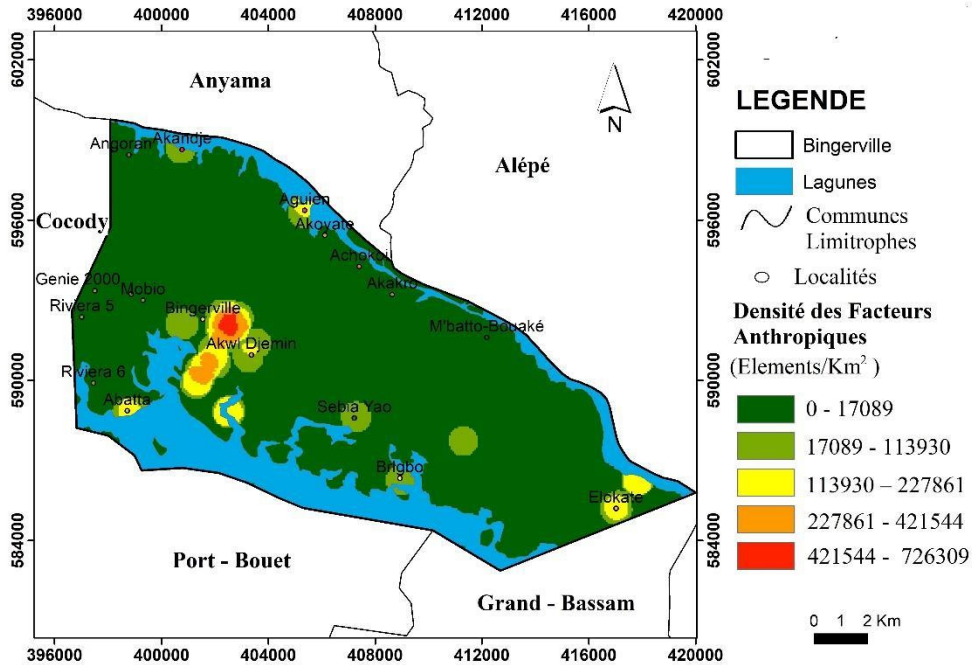 396000 400000 404000 408000 412000 416000 420000
602000
602000
Anyama
N
Alépé
Angoran
Akandje
596000
596000
Cocody
Aguien
Akoyate
Achokoi
Akakro
Genie 2000
Mobio
Riviera 5
Bingerville
M'batto-Bouaké
Akwi Djemin
590000
590000
Riviera 6
Abatta
Sebia Yao
Brigbo
Elokate
584000
584000
Port - Bouet
Grand - Bassam
396000 400000 404000 408000 412000 416000 420000
LEGENDE
Bingerville
Lagunes
Communes
Limitrophes
Localités
Densité des Facteurs
Anthropiques
(Elements/Km²)
0 - 17089
17089 - 113930
113930 – 227861
227861 - 421544
421544 - 726309
0 1 2 Km